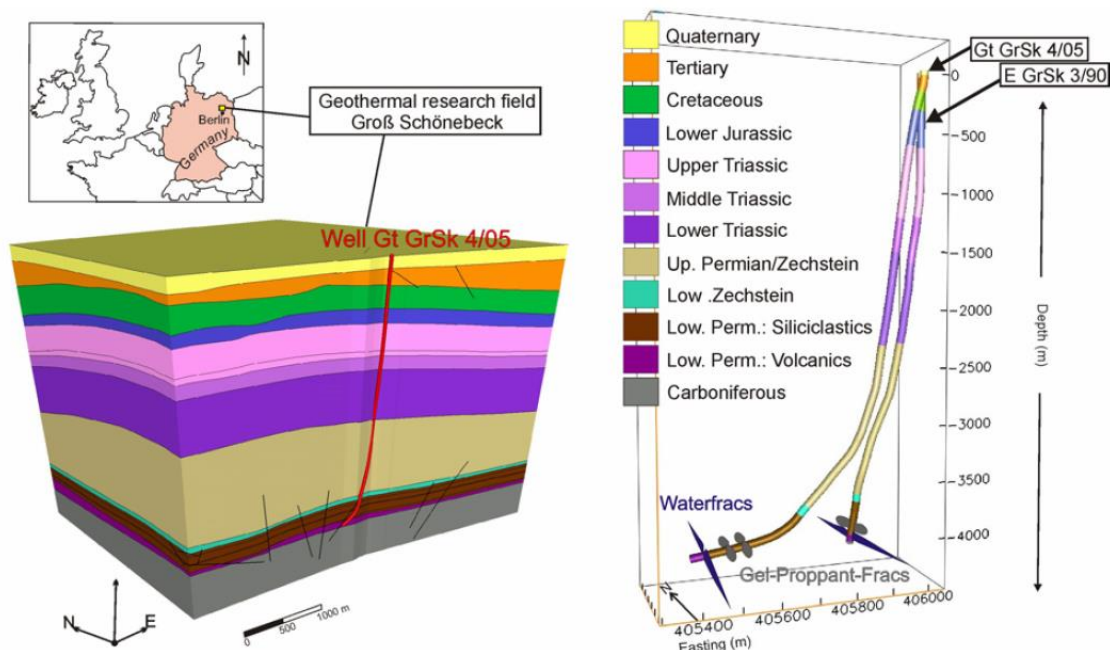 N
Berlin
Germany
Geothermal research field
Groß Schönebeck
Well Gt GrSk 4/05
N
E
0
500
1000 m
Quaternary
Tertiary
Cretaceous
Lower Jurassic
Upper Triassic
Middle Triassic
Lower Triassic
Up. Permian/Zechstein
Low .Zechstein
Low. Perm.: Siliciclastics
Low. Perm.: Volcanics
Carboniferous
Gt GrSk 4/05
E GrSk 3/90
0
-500
-1000
-1500
-2000
-2500
-3000
-3500
-4000
Depth (m)
Waterfracs
Gel-Proppant-Fracs
N
405400
405600
405800
406000
Easting (m)